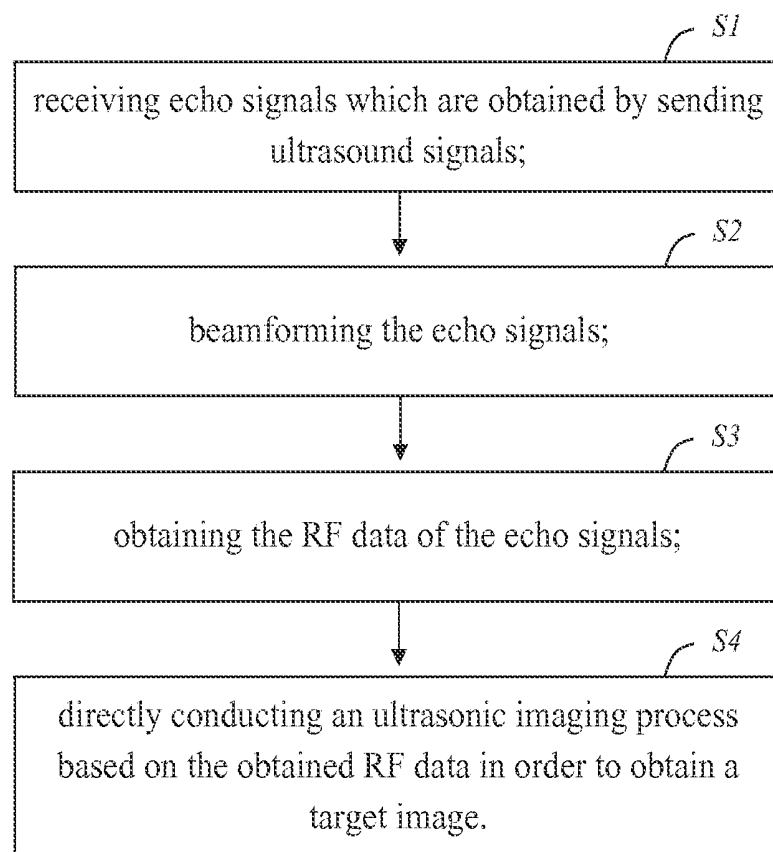 S1
receiving echo signals which are obtained by sending
ultrasound signals;
S2
beamforming the echo signals;
S3
obtaining the RF data of the echo signals;
S4
directly conducting an ultrasonic imaging process
based on the obtained RF data in order to obtain a
target image.